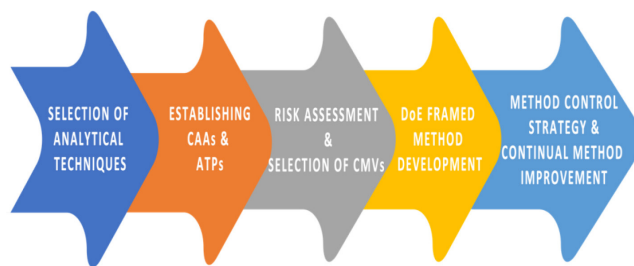 SELECTION OF
ANALYTICAL
TECHNIQUES
ESTABLISHING
CAAs &
ATPs
RISK ASSESSMENT
&
SELECTION OF CMVs
DoE FRAMED
METHOD
DEVELOPMENT
METHOD CONTROL
STRATEGY &
CONTINUAL METHOD
IMPROVEMENT